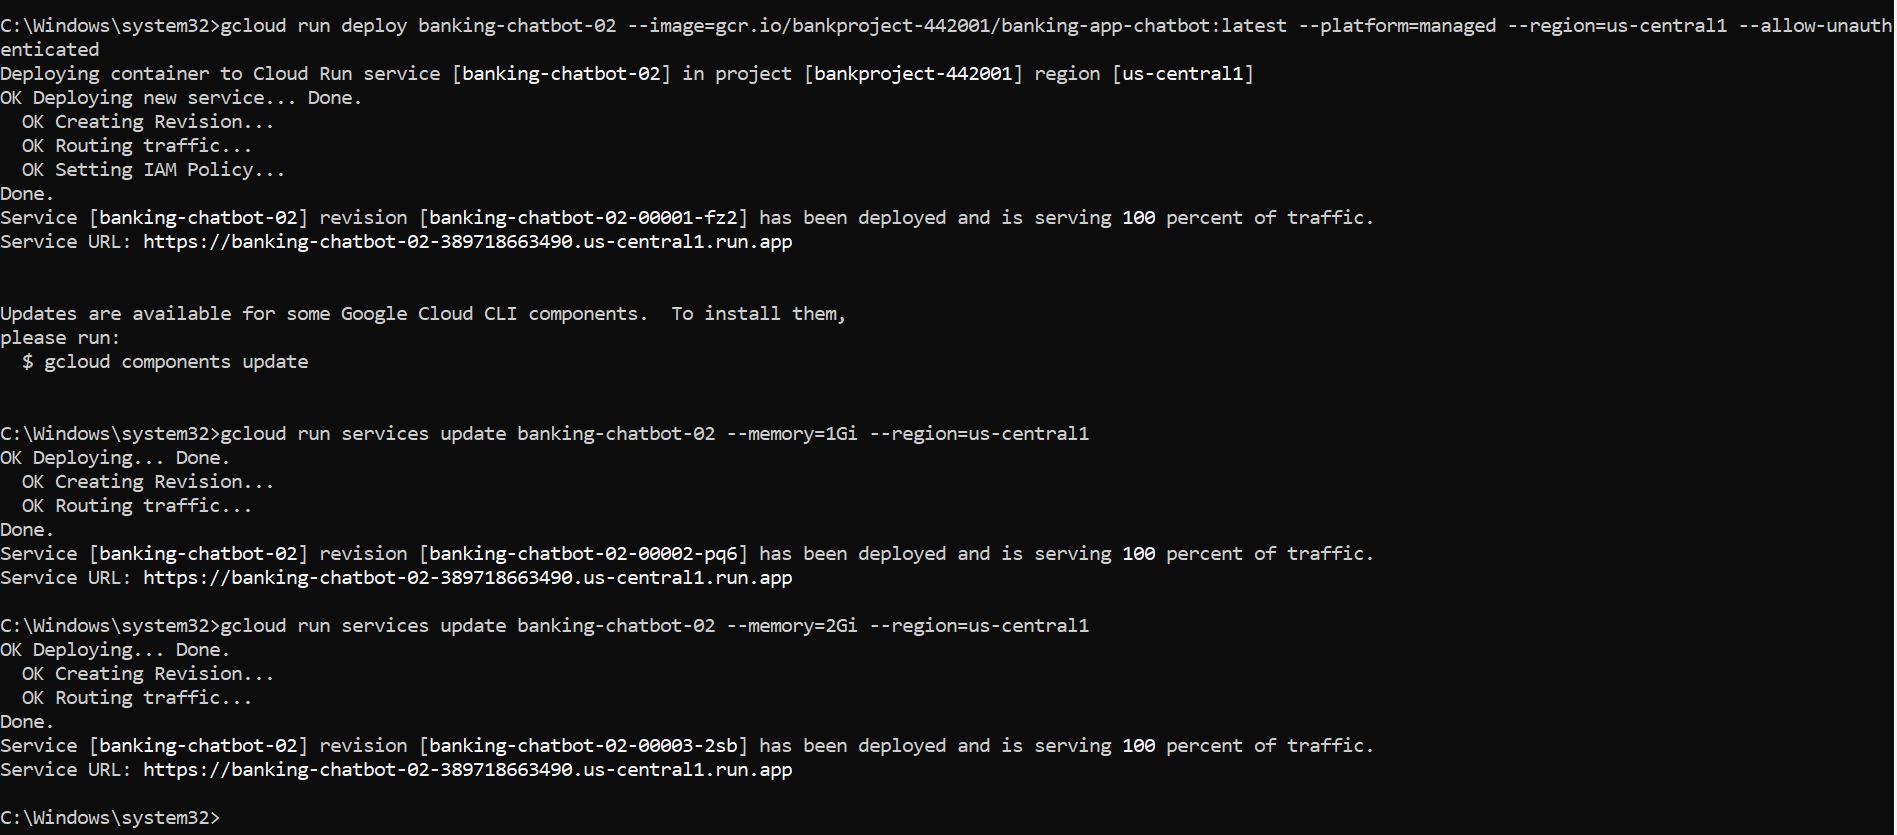 C:\Windows\system32>gcloud run deploy banking-chatbot-02 --image=gcr.io/bankproject-442001/banking-app-chatbot:latest --platform=managed --region=us-central1 --allow-unauth
enticated
Deploying container to Cloud Run service [banking-chatbot-02] in project [bankproject-442001] region [us-central1]
OK Deploying new service... Done.
  OK Creating Revision...
  OK Routing traffic...
  OK Setting IAM Policy...
Done.
Service [banking-chatbot-02] revision [banking-chatbot-02-00001-fz2] has been deployed and is serving 100 percent of traffic.
Service URL: https://banking-chatbot-02-389718663490.us-central1.run.app
Updates are available for some Google Cloud CLI components.  To install them,
please run:
  $ gcloud components update
C:\Windows\system32>gcloud run services update banking-chatbot-02 --memory=1Gi --region=us-central1
OK Deploying... Done.
  OK Creating Revision...
  OK Routing traffic...
Done.
Service [banking-chatbot-02] revision [banking-chatbot-02-00002-pq6] has been deployed and is serving 100 percent of traffic.
Service URL: https://banking-chatbot-02-389718663490.us-central1.run.app
C:\Windows\system32>gcloud run services update banking-chatbot-02 --memory=2Gi --region=us-central1
OK Deploying... Done.
  OK Creating Revision...
  OK Routing traffic...
Done.
Service [banking-chatbot-02] revision [banking-chatbot-02-00003-2sb] has been deployed and is serving 100 percent of traffic.
Service URL: https://banking-chatbot-02-389718663490.us-central1.run.app
C:\Windows\system32>